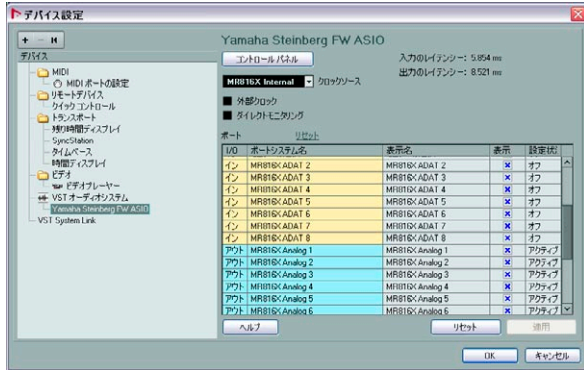 デバイス設定
デバイス
MIDI
MIDI ポートの設定
リモートデバイス
クイックコントロール
トランスポート
残り時間ディスプレイ
SyncStation
タイムベース
時間ディスプレイ
ビデオ
ビデオプレーヤー
VST オーディオシステム
Yamaha Steinberg FW ASIO
VST System Link
Yamaha Steinberg FW ASIO
コントロールパネル
入力のレイテンシー: 5.854 ms
出力のレイテンシー: 8.521 ms
MR816X Internal クロックソース
外部クロック
ダイレクトモニタリング
ポート リセット
I/O ポートシステム名 表示名 表示 設定状況
イン MR816X ADAT 2 MR816X ADAT 2 オフ
イン MR816X ADAT 3 MR816X ADAT 3 オフ
イン MR816X ADAT 4 MR816X ADAT 4 オフ
イン MR816X ADAT 5 MR816X ADAT 5 オフ
イン MR816X ADAT 6 MR816X ADAT 6 オフ
イン MR816X ADAT 7 MR816X ADAT 7 オフ
イン MR816X ADAT 8 MR816X ADAT 8 オフ
アウト MR816X Analog 1 MR816X Analog 1 アクティブ
アウト MR816X Analog 2 MR816X Analog 2 アクティブ
アウト MR816X Analog 3 MR816X Analog 3 アクティブ
アウト MR816X Analog 4 MR816X Analog 4 アクティブ
アウト MR816X Analog 5 MR816X Analog 5 アクティブ
アウト MR816X Analog 6 MR816X Analog 6 アクティブ
ヘルプ リセット 適用
OK キャンセル